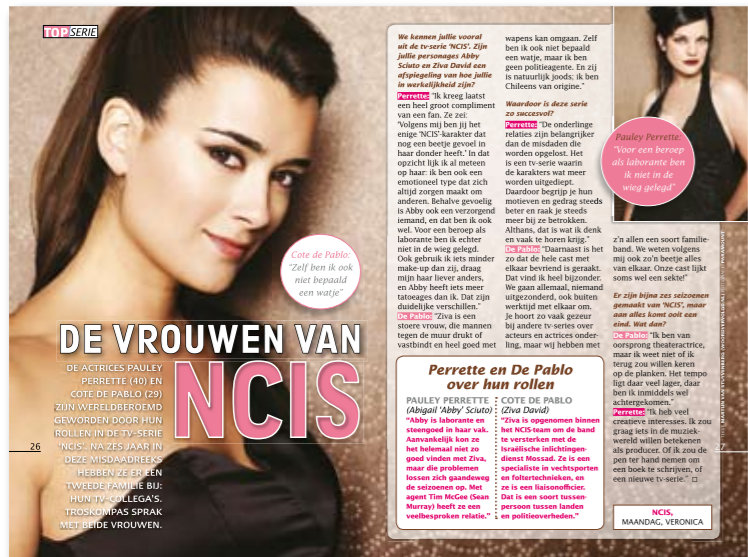 TOP SERIE
Cote de Pablo:
“Zelf ben ik ook
niet bepaald
een watje”
DE VROUWEN VAN
NCIS
DE ACTRICES PAULEY
PERRETTE (40) EN
COTE DE PABLO (29)
ZIJN WERELDBEROEMD
GEWORDEN DOOR HUN
ROLLEN IN DE TV-SERIE
‘NCIS’. NA ZES JAAR IN
DEZE MISDAADREEKS
HEBBEN ZE ER EEN
TWEEDE FAMILIE BIJ:
HUN TV-COLLEGA’S.
TROSKOMPAS SPRAK
MET BEIDE VROUWEN.
26
We kennen jullie vooral
uit de tv-serie ‘NCIS’. Zijn
jullie personages Abby
Sciuto en Ziva David een
afspiegeling van hoe jullie
in werkelijkheid zijn?
Perrette: “Ik kreeg laatst
een heel groot compliment
van een fan. Ze zei:
‘Volgens mij ben jij het
enige ‘NCIS’-karakter dat
nog een beetje gevoel in
haar donder heeft.’ In dat
opzicht lijk ik al meteen
op haar: ik ben ook een
emotioneel type dat zich
altijd zorgen maakt om
anderen. Behalve gevoelig
is Abby ook een verzorgend
iemand, en dat ben ik ook
wel. Voor een beroep als
laborante ben ik echter
niet in de wieg gelegd.
Ook gebruik ik iets minder
make-up dan zij, draag
mijn haar liever anders,
en Abby heeft iets meer
tatoeages dan ik. Dat zijn
duidelijke verschillen.”
De Pablo: “Ziva is een
stoere vrouw, die mannen
tegen de muur drukt of
vastbindt en heel goed met
wapens kan omgaan. Zelf
ben ik ook niet bepaald
een watje, maar ik ben
geen politieagente. En zij
is natuurlijk joods; ik ben
Chileens van origine.”
Waardoor is deze serie
zo succesvol?
Perrette: “De onderlinge
relaties zijn belangrijker
dan de misdaden die
worden opgelost. Het
is een tv-serie waarin
de karakters wat meer
worden uitgediept.
Daardoor begrijp je hun
motieven en gedrag steeds
beter en raak je steeds
meer bij ze betrokken.
Althans, dat is wat ik denk
en vaak te horen krijg.”
De Pablo: “Daarnaast is het
zo dat de hele cast met
elkaar bevriend is geraakt.
Dat vind ik heel bijzonder.
We gaan allemaal, niemand
uitgezonderd, ook buiten
werktijd met elkaar om.
Je hoort zo vaak gezeur
bij andere tv-series over
acteurs en actrices onder-
ling, maar wij hebben met
Pauley Perrette:
“Voor een beroep
als laborante ben
ik niet in de
wieg gelegd”
z’n allen een soort familie-
band. We weten volgens
mij ook zo’n beetje alles
van elkaar. Onze cast lijkt
soms wel een sekte!”
Er zijn bijna zes seizoenen
gemaakt van ‘NCIS’, maar
aan alles komt ooit een
eind. Wat dan?
De Pablo: “Ik ben van
oorsprong theateractrice,
maar ik weet niet of ik
terug zou willen keren
op de planken. Het tempo
ligt daar veel lager, daar
ben ik inmiddels wel
achtergekomen.”
Perrette: “Ik heb veel
creatieve interesses. Ik zou
graag iets in de muziek-
wereld willen betekenen
als producer. Of ik zou de
pen ter hand nemen om
een boek te schrijven, of
een nieuwe tv-serie.”
Perrette en De Pablo
over hun rollen
PAULEY PERRETTE
(Abigail ‘Abby’ Sciuto)
“Abby is laborante en
steengoed in haar vak.
Aanvankelijk kon ze
het helemaal niet zo
goed vinden met Ziva,
maar die problemen
lossen zich gaandeweg
de seizoenen op. Met
agent Tim McGee (Sean
Murray) heeft ze een
veelbesproken relatie.”
COTE DE PABLO
(Ziva David)
“Ziva is opgenomen binnen
het NCIS-team om de band
te versterken met de
Israëlische inlichtingen-
dienst Mossad. Ze is een
specialiste in vechtsporten
en foltertechnieken, en
ze is een liaisonofficier.
Dat is een soort tussen-
persoon tussen landen
en politieoverheden.”
NCIS,
MAANDAG, VERONICA